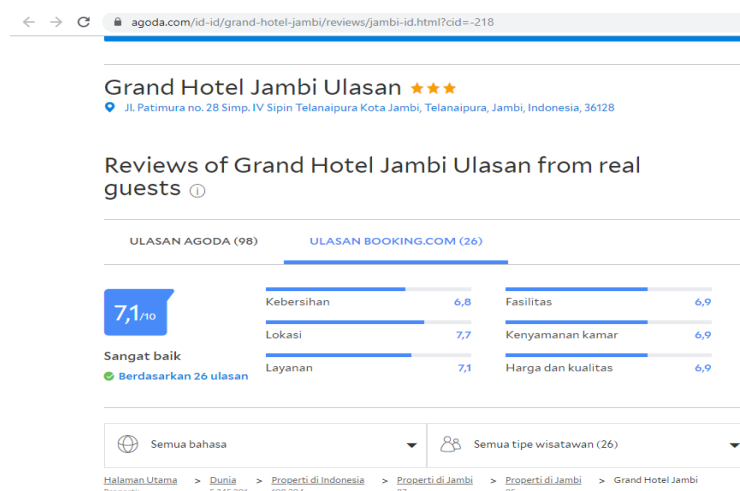 agoda.com/id-id/grand-hotel-jambi/reviews/jambi-id.html?cid=-218
Grand Hotel Jambi Ulasan
Jl. Patimura no. 28 Simp. IV Sipin Telanaipura Kota Jambi, Telanaipura, Jambi, Indonesia, 36128
Reviews of Grand Hotel Jambi Ulasan from real
guests
ULASAN AGODA (98) ULASAN BOOKING.COM (26)
7,1/10
Sangat baik
Berdasarkan 26 ulasan
Kebersihan 6,8
Lokasi 7,7
Layanan 7,1
Fasilitas 6,9
Kenyamanan kamar 6,9
Harga dan kualitas 6,9
Semua bahasa Semua tipe wisatawan (26)
Halaman Utama > Dunia > Properti di Indonesia > Properti di Jambi > Properti di Jambi > Grand Hotel Jambi